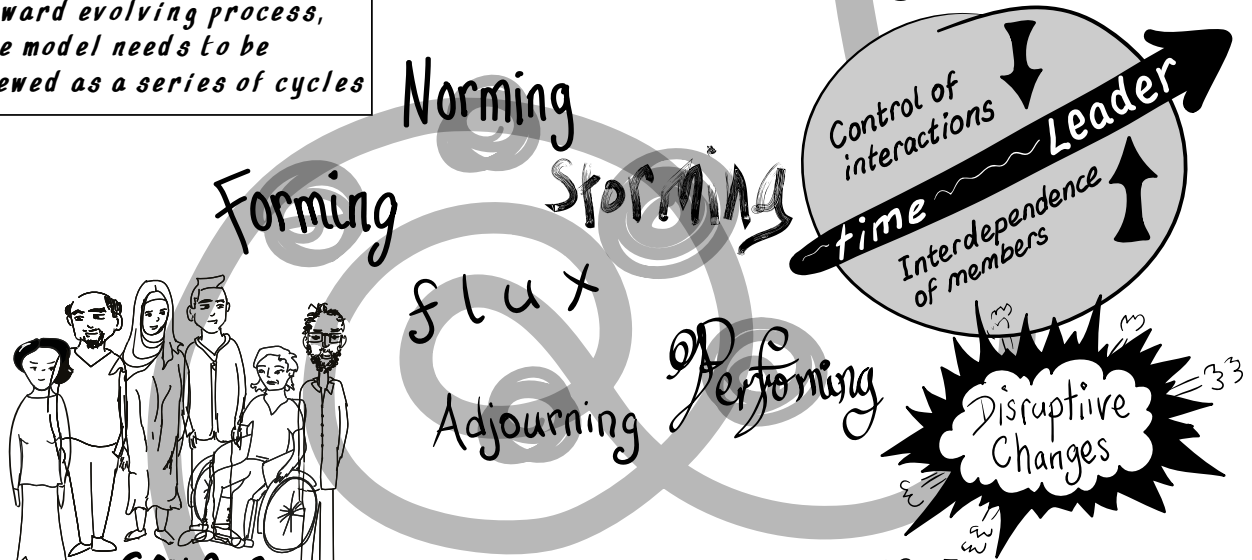 ward evolving process,
e model needs to be
ewed as a series of cycles
Norming
Forming
Storming
flux
Performing
Adjourning
Control of
interactions
time Leader
Interdependence
of members
Disruptiive
Changes